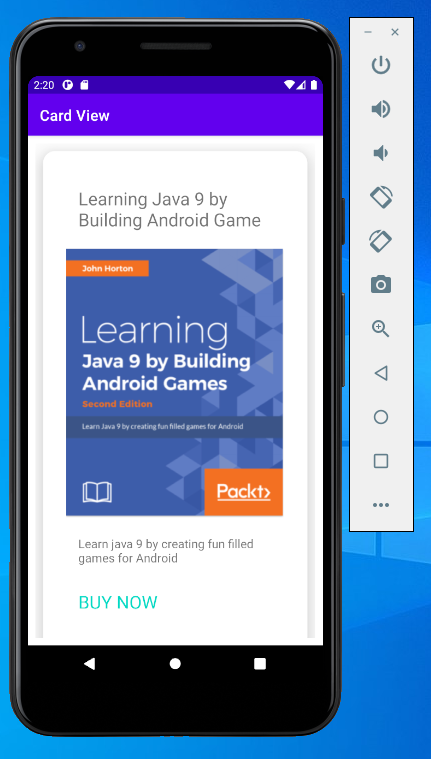 2:20
Card View
Learning Java 9 by
Building Android Game
John Horton
Learning
Java 9 by Building
Android Games
Second Edition
Learn Java 9 by creating fun filled games for Android
Packt>
Learn java 9 by creating fun filled
games for Android
BUY NOW